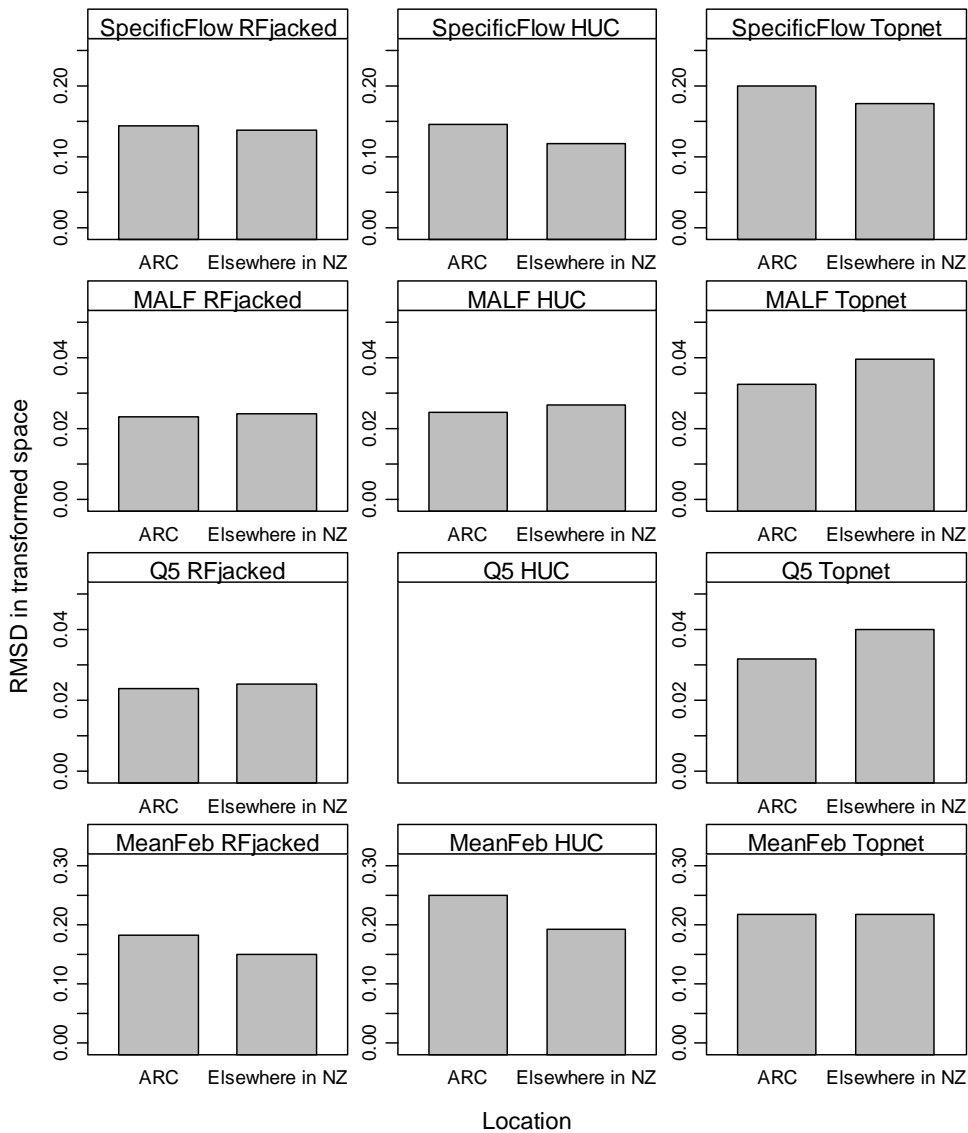 SpecificFlow RFjacked
SpecificFlow HUC
SpecificFlow Topnet
0.00 0.10 0.20
0.00 0.10 0.20
0.00 0.10 0.20
ARC Elsewhere in NZ
ARC Elsewhere in NZ
ARC Elsewhere in NZ
MALF RFjacked
MALF HUC
MALF Topnet
0.00 0.02 0.04
0.00 0.02 0.04
0.00 0.02 0.04
ARC Elsewhere in NZ
ARC Elsewhere in NZ
ARC Elsewhere in NZ
RMSD in transformed space
Q5 RFjacked
Q5 HUC
Q5 Topnet
0.00 0.02 0.04
0.00 0.02 0.04
ARC Elsewhere in NZ
ARC Elsewhere in NZ
MeanFeb RFjacked
MeanFeb HUC
MeanFeb Topnet
0.00 0.10 0.20 0.30
0.00 0.10 0.20 0.30
0.00 0.10 0.20 0.30
ARC Elsewhere in NZ
ARC Elsewhere in NZ
ARC Elsewhere in NZ
Location